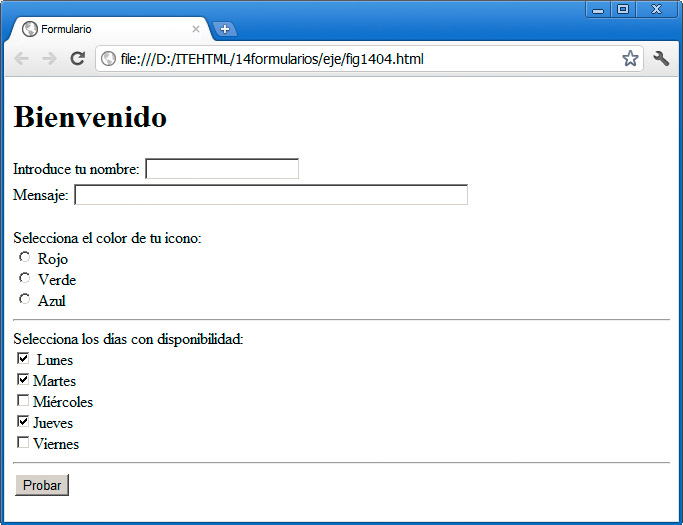 Formulario
file:///D:/ITEHTML/14formularios/eje/fig1404.html
Bienvenido
Introduce tu nombre:
Mensaje:
Selecciona el color de tu icono:
Rojo
Verde
Azul
Selecciona los días con disponibilidad:
Lunes
Martes
Miércoles
Jueves
Viernes
Probar